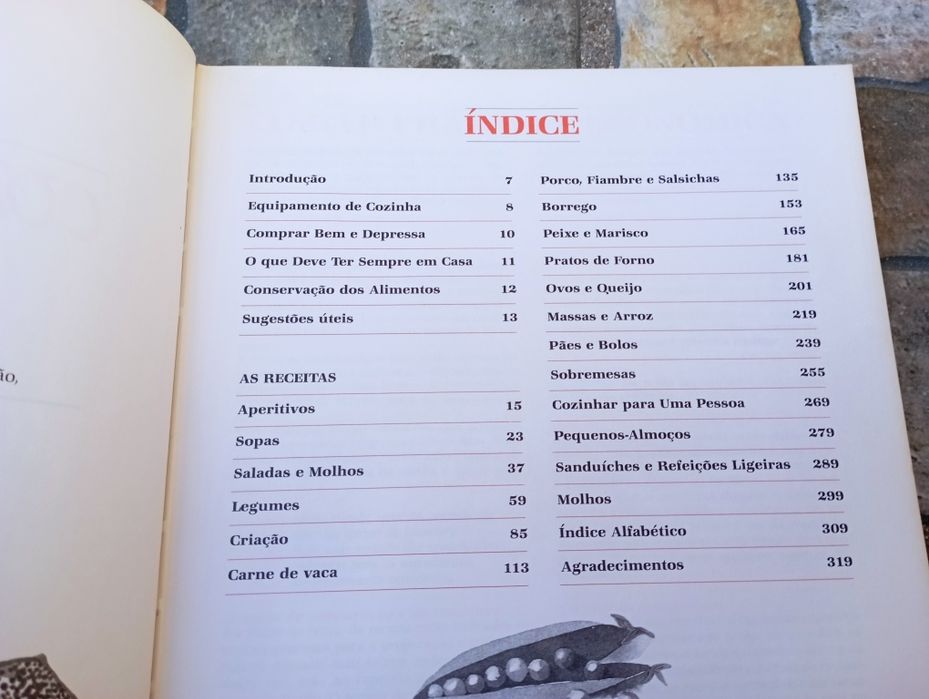 ÍNDICE
Introdução 7
Equipamento de Cozinha 8
Comprar Bem e Depressa 10
O que Deve Ter Sempre em Casa 11
Conservação dos Alimentos 12
Sugestões úteis 13
AS RECEITAS
Aperitivos 15
Sopas 23
Saladas e Molhos 37
Legumes 59
Criação 85
Carne de vaca 113
Porco, Fiambre e Salsichas 135
Borrego 153
Peixe e Marisco 165
Pratos de Forno 181
Ovos e Queijo 201
Massas e Arroz 219
Pães e Bolos 239
Sobremesas 255
Cozinhar para Uma Pessoa 269
Pequenos-Almoços 279
Sanduíches e Refeições Ligeiras 289
Molhos 299
Índice Alfabético 309
Agradecimentos 319